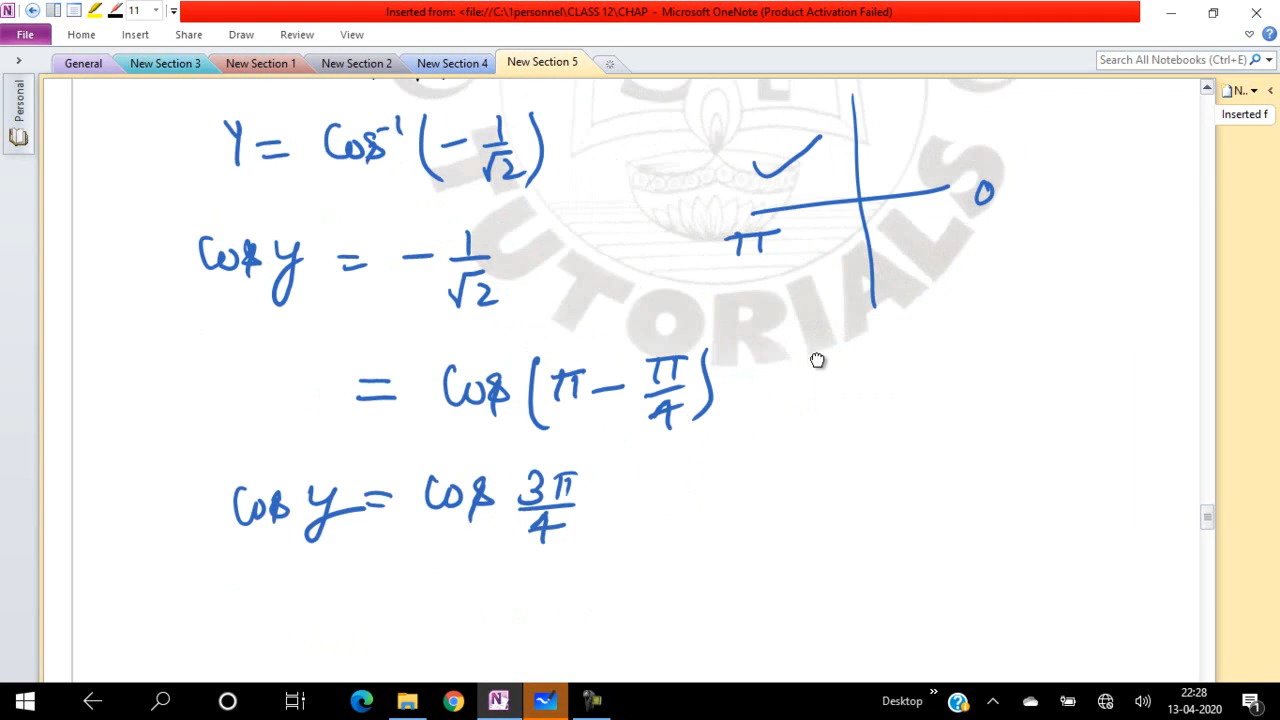 Inserted from: <file://C:\1personnel\CLASS 12\CHAP - Microsoft OneNote (Product Activation Failed)
11
File Home Insert Share Draw Review View
General New Section 3 New Section 1 New Section 2 New Section 4 New Section 5
Search All Notebooks (Ctrl+E)
N..
Personal
Inserted f
Y = Cos⁻¹(-1/√2)
0
π
cos y = -1/√2
TUTORIALS
= cos(π - π/4)
cos y = cos 3π/4
Desktop
22:28
13-04-2020
1